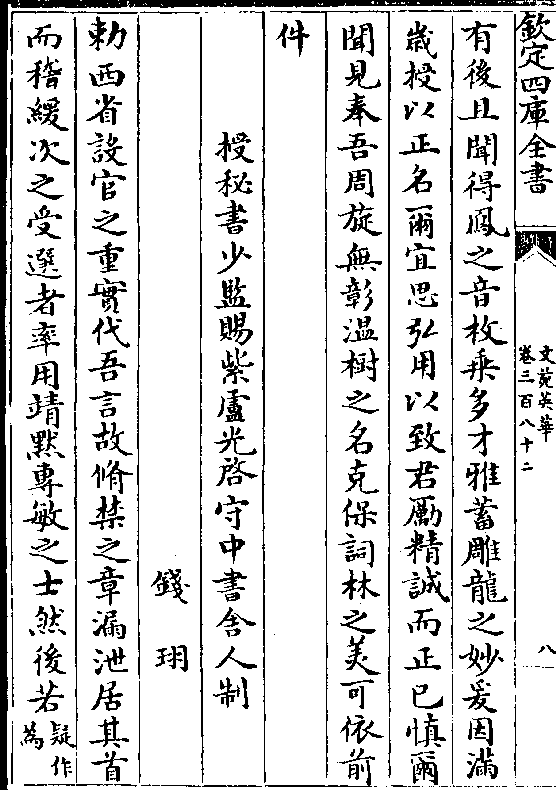 欽定四庫全書
文苑英華
卷三百八十二
八
有後且聞得鳳之音枚乗多才雅蓄雕龍之妙爰因滿
歳授以正名爾宜思弘用以致君勵精誠而正已慎爾
聞見奉吾周旋無彰温樹之名克保詞林之美可依前
件
授秘書少監賜紫盧光啓守中書舎人制
錢珝
勅西省設官之重實代吾言故脩禁之章漏泄居其首
而稽緩次之受選者率用靖黙專敏之士然後若疑作為